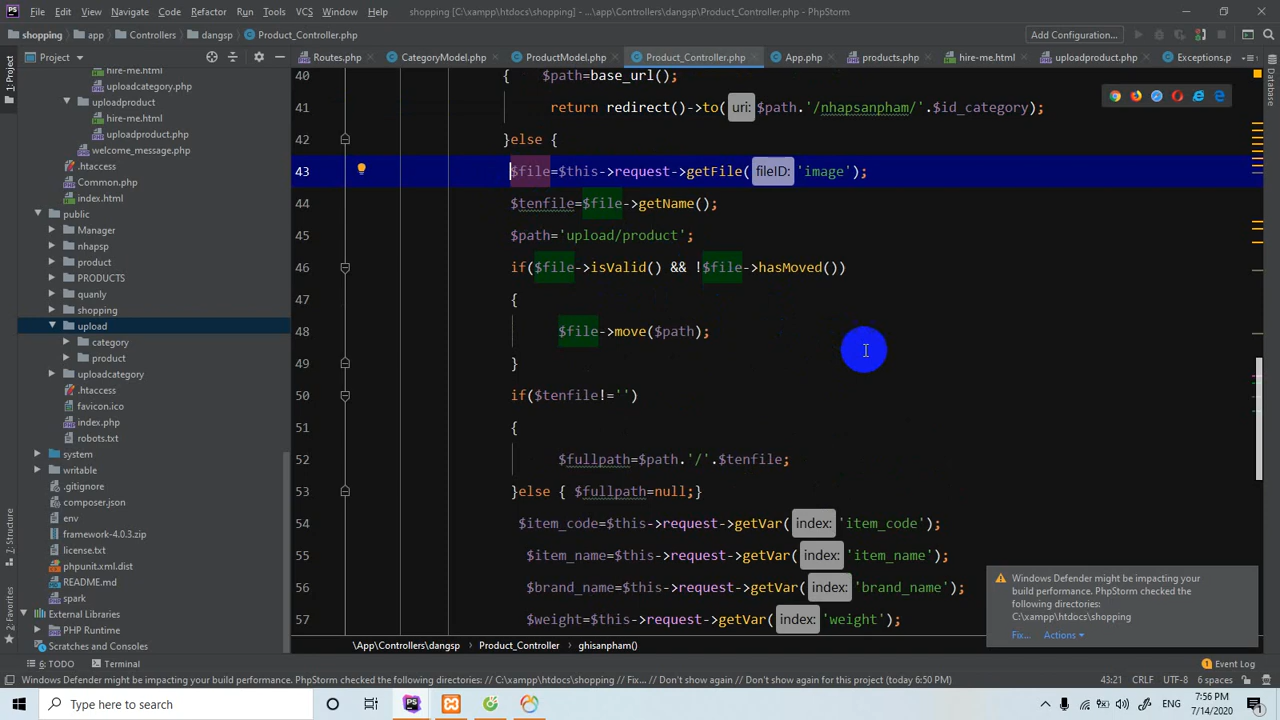 File Edit View Navigate Code Refactor Run Tools VCS Window Help shopping [C:\xampp\htdocs\shopping] - ...\app\Controllers\dangsp\Product_Controller.php - PhpStorm
shopping app Controllers dangsp Product_Controller.php Add Configuration...
Project Routes.php CategoryModel.php ProductModel.php Product_Controller.php App.php products.php hire-me.html uploadproduct.php Exceptions.p
1: Project
hire-me.html
uploadcategory.php
uploadproduct
hire-me.html
uploadproduct.php
welcome_message.php
.htaccess
Common.php
index.html
public
Manager
nhapsp
product
PRODUCTS
quanly
shopping
upload
category
product
uploadcategory
.htaccess
favicon.ico
index.php
robots.txt
system
writable
.gitignore
composer.json
env
framework-4.0.3.zip
license.txt
phpunit.xml.dist
README.md
spark
External Libraries
PHP Runtime
Scratches and Consoles
7: Structure
2: Favorites
Database
40 { $path=base_url();
41 return redirect()->to( uri: $path.'/nhapsanpham/'.$id_category);
42 }else {
43 $file=$this->request->getFile( fileID: 'image');
44 $tenfile=$file->getName();
45 $path='upload/product';
46 if($file->isValid() && !$file->hasMoved())
47 {
48 $file->move($path);
49 }
50 if($tenfile!='')
51 {
52 $fullpath=$path.'/'.$tenfile;
53 }else { $fullpath=null;}
54 $item_code=$this->request->getVar( index: 'item_code');
55 $item_name=$this->request->getVar( index: 'item_name');
56 $brand_name=$this->request->getVar( index: 'brand_name');
57 $weight=$this->request->getVar( index: 'weight');
Windows Defender might be impacting your
build performance. PhpStorm checked the
following directories:
C:\xampp\htdocs\shopping
Fix... Actions
\App\Controllers\dangsp Product_Controller ghisanpham()
6: TODO Terminal 1 Event Log
Windows Defender might be impacting your build performance. PhpStorm checked the following directories: // C:\xampp\htdocs\shopping // Fix... // Don't show again // Don't show again for this project (today 6:50 PM) 43:21 CRLF UTF-8 6 spaces
Type here to search ENG 7:56 PM
7/14/2020